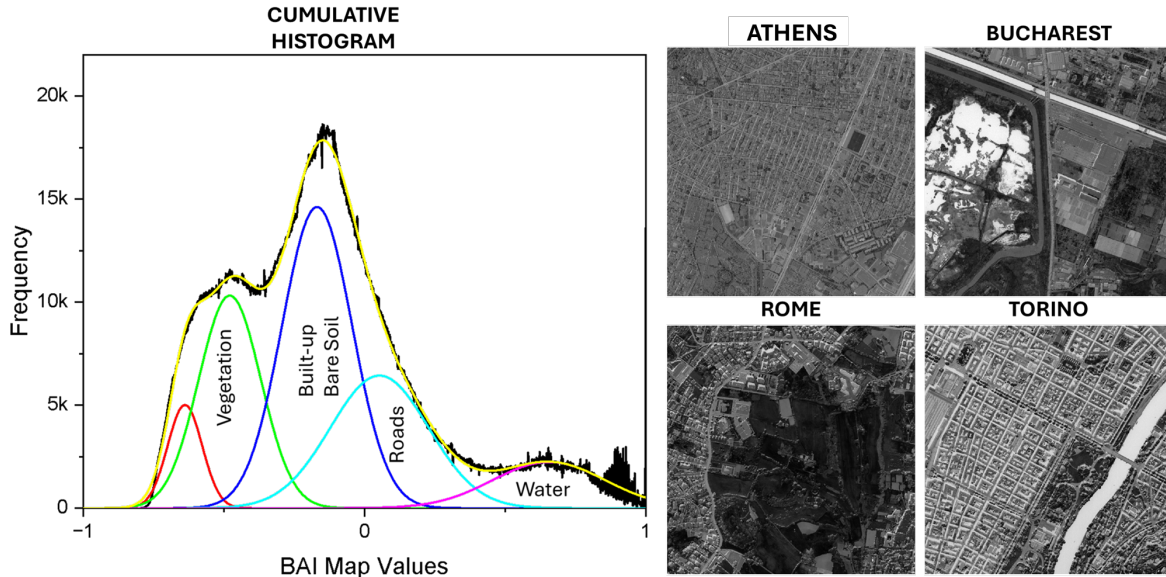 CUMULATIVE
HISTOGRAM
20k
15k
10k
5k
0
Frequency
Vegetation
Built-up
Bare Soil
Roads
Water
−1
0
1
BAI Map Values
ATHENS
BUCHAREST
ROME
TORINO